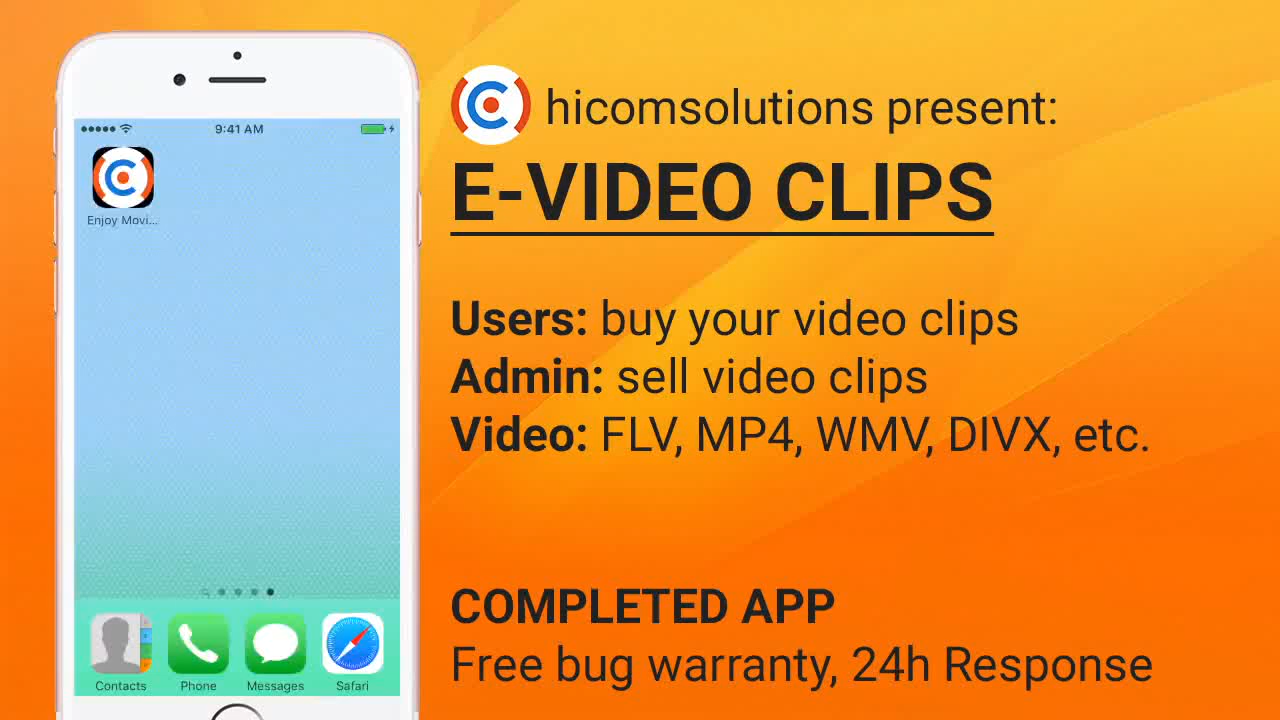 9:41 AM
Enjoy Movi...
Contacts
Phone
Messages
Safari
hicomsolutions present:
E-VIDEO CLIPS
Users: buy your video clips
Admin: sell video clips
Video: FLV, MP4, WMV, DIVX, etc.
COMPLETED APP
Free bug warranty, 24h Response